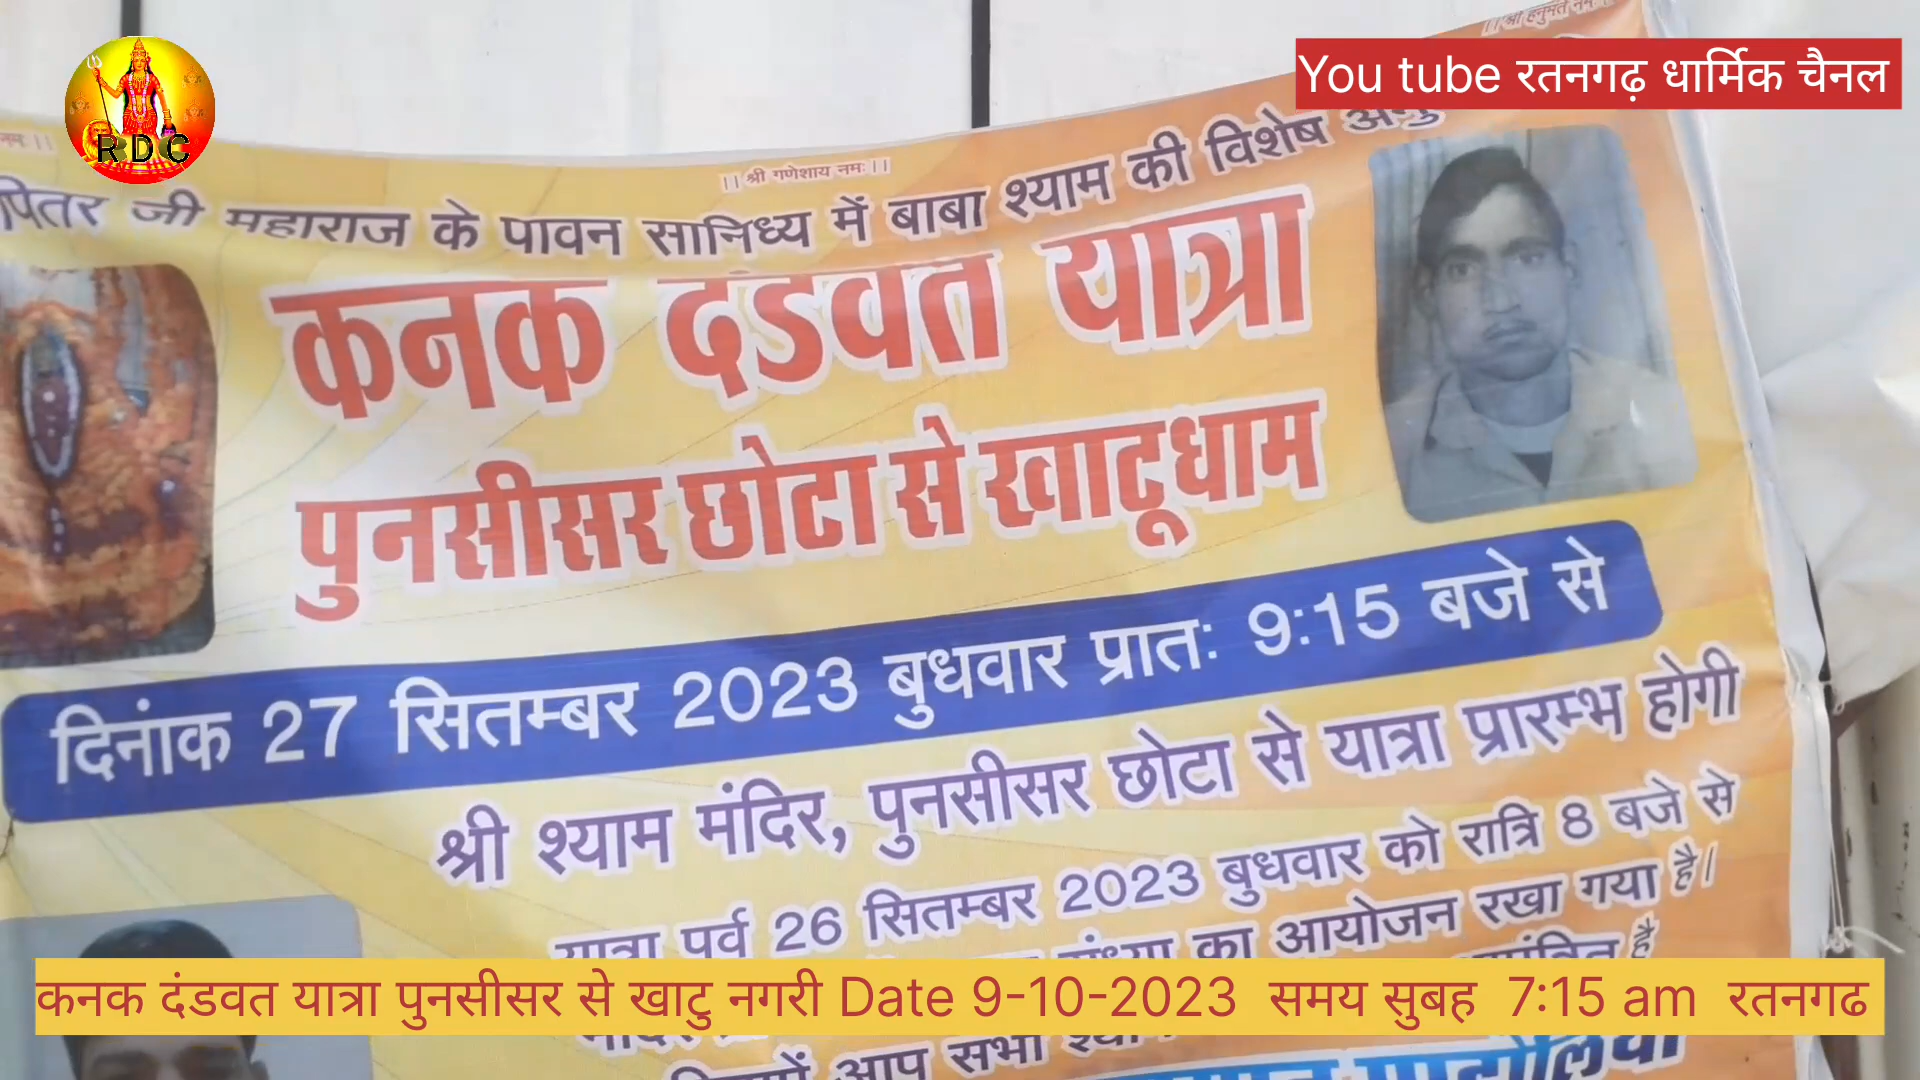 You tube रतनगढ़ धार्मिक चैनल
RDC
।। श्री हनुमंते नमः ।।
नमः ।।
।। श्री गणेशाय नमः ।।
पितर जी महाराज के पावन सानिध्य में बाबा श्याम की विशेष
कनक दंडवत यात्रा
पुनसीसर छोटा से खाटूधाम
दिनांक 27 सितम्बर 2023 बुधवार प्रातः 9:15 बजे से
श्री श्याम मंदिर, पुनसीसर छोटा से यात्रा प्रारम्भ होगी
यात्रा पूर्व 26 सितम्बर 2023 बुधवार को रात्रि 8 बजे से
संध्या का आयोजन रखा गया है।
है
कनक दंडवत यात्रा पुनसीसर से खाटु नगरी Date 9-10-2023 समय सुबह 7:15 am रतनगढ
आप सभी